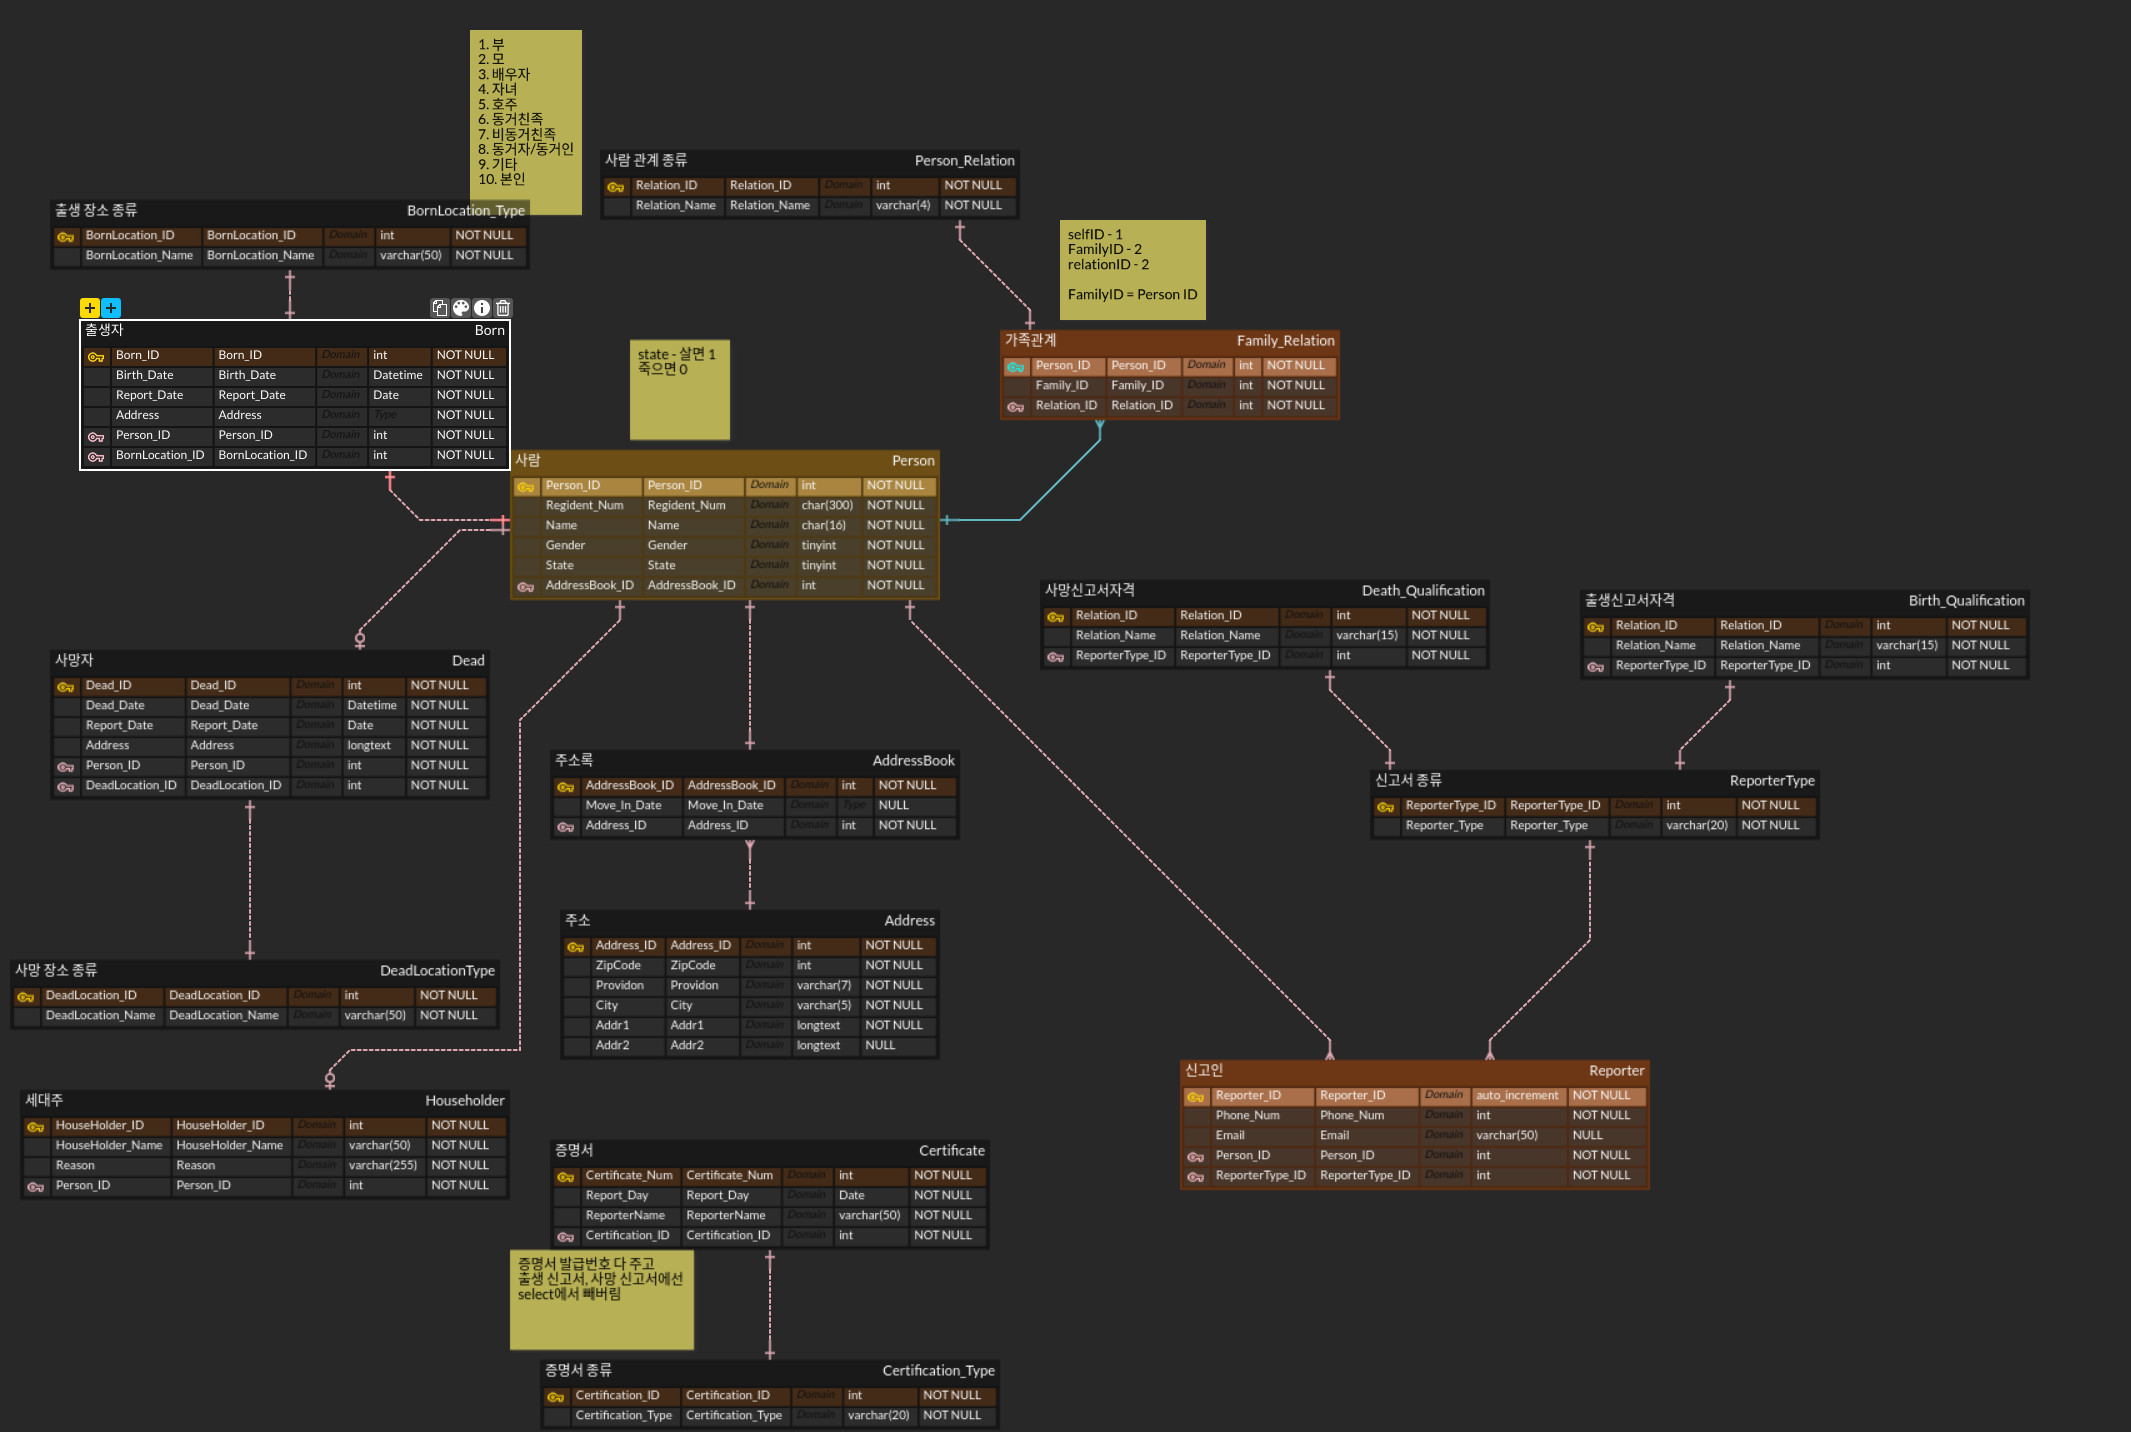 1. 부
2. 모
3. 배우자
4. 자녀
5. 호주
6. 동거친족
7. 비동거친족
8. 동거자/동거인
9. 기타
10. 본인
사람 관계 종류 Person_Relation
Relation_ID Relation_ID Domain int NOT NULL
Relation_Name Relation_Name Domain varchar(4) NOT NULL
출생 장소 종류 BornLocation_Type
BornLocation_ID BornLocation_ID Domain int NOT NULL
BornLocation_Name BornLocation_Name Domain varchar(50) NOT NULL
selfID - 1
FamilyID - 2
relationID - 2
FamilyID = Person ID
출생자 Born
Born_ID Born_ID Domain int NOT NULL
Birth_Date Birth_Date Domain Datetime NOT NULL
Report_Date Report_Date Domain Date NOT NULL
Address Address Domain Type NOT NULL
Person_ID Person_ID Domain int NOT NULL
BornLocation_ID BornLocation_ID Domain int NOT NULL
state - 살면 1
죽으면 0
가족관계 Family_Relation
Person_ID Person_ID Domain int NOT NULL
Family_ID Family_ID Domain int NOT NULL
Relation_ID Relation_ID Domain int NOT NULL
사람 Person
Person_ID Person_ID Domain int NOT NULL
Regident_Num Regident_Num Domain char(300) NOT NULL
Name Name Domain char(16) NOT NULL
Gender Gender Domain tinyint NOT NULL
State State Domain tinyint NOT NULL
AddressBook_ID AddressBook_ID Domain int NOT NULL
사망신고서자격 Death_Qualification
Relation_ID Relation_ID Domain int NOT NULL
Relation_Name Relation_Name Domain varchar(15) NOT NULL
ReporterType_ID ReporterType_ID Domain int NOT NULL
출생신고서자격 Birth_Qualification
Relation_ID Relation_ID Domain int NOT NULL
Relation_Name Relation_Name Domain varchar(15) NOT NULL
ReporterType_ID ReporterType_ID Domain int NOT NULL
사망자 Dead
Dead_ID Dead_ID Domain int NOT NULL
Dead_Date Dead_Date Domain Datetime NOT NULL
Report_Date Report_Date Domain Date NOT NULL
Address Address Domain longtext NOT NULL
Person_ID Person_ID Domain int NOT NULL
DeadLocation_ID DeadLocation_ID Domain int NOT NULL
주소록 AddressBook
AddressBook_ID AddressBook_ID Domain int NOT NULL
Move_In_Date Move_In_Date Domain Type NULL
Address_ID Address_ID Domain int NOT NULL
신고서 종류 ReporterType
ReporterType_ID ReporterType_ID Domain int NOT NULL
Reporter_Type Reporter_Type Domain varchar(20) NOT NULL
주소 Address
Address_ID Address_ID Domain int NOT NULL
ZipCode ZipCode Domain int NOT NULL
Providon Providon Domain varchar(7) NOT NULL
City City Domain varchar(5) NOT NULL
Addr1 Addr1 Domain longtext NOT NULL
Addr2 Addr2 Domain longtext NULL
사망 장소 종류 DeadLocationType
DeadLocation_ID DeadLocation_ID Domain int NOT NULL
DeadLocation_Name DeadLocation_Name Domain varchar(50) NOT NULL
신고인 Reporter
Reporter_ID Reporter_ID Domain auto_increment NOT NULL
Phone_Num Phone_Num Domain int NOT NULL
Email Email Domain varchar(50) NULL
Person_ID Person_ID Domain int NOT NULL
ReporterType_ID ReporterType_ID Domain int NOT NULL
세대주 Householder
HouseHolder_ID HouseHolder_ID Domain int NOT NULL
HouseHolder_Name HouseHolder_Name Domain varchar(50) NOT NULL
Reason Reason Domain varchar(255) NOT NULL
Person_ID Person_ID Domain int NOT NULL
증명서 Certificate
Certificate_Num Certificate_Num Domain int NOT NULL
Report_Day Report_Day Domain Date NOT NULL
ReporterName ReporterName Domain varchar(50) NOT NULL
Certification_ID Certification_ID Domain int NOT NULL
증명서 발급번호 다 주고
출생 신고서, 사망 신고서에선
select에서 빼버림
증명서 종류 Certification_Type
Certification_ID Certification_ID Domain int NOT NULL
Certification_Type Certification_Type Domain varchar(20) NOT NULL